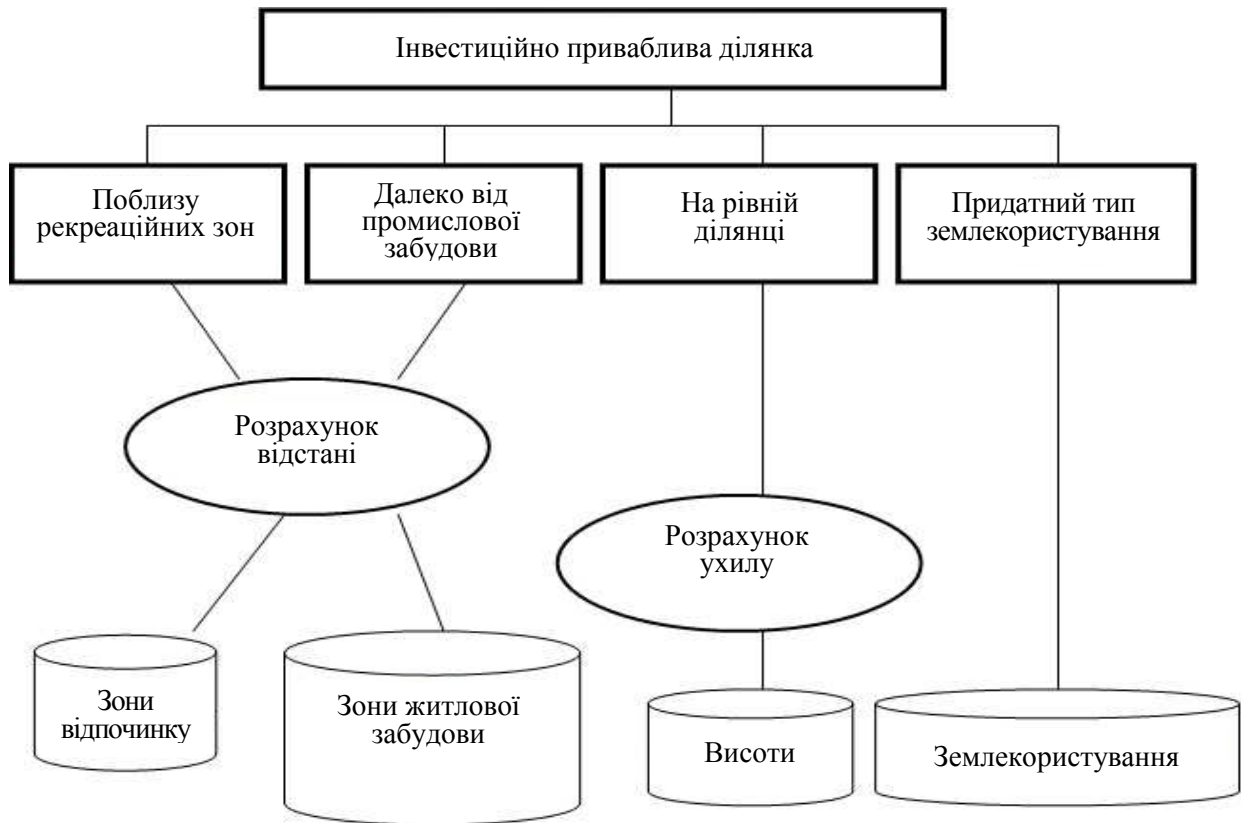 Інвестиційно приваблива ділянка
Поблизу
рекреаційних зон
Далеко від
промислової
забудови
На рівній
ділянці
Придатний тип
землекористування
Розрахунок
відстані
Розрахунок
ухилу
Зони
відпочинку
Зони житлової
забудови
Висоти
Землекористування